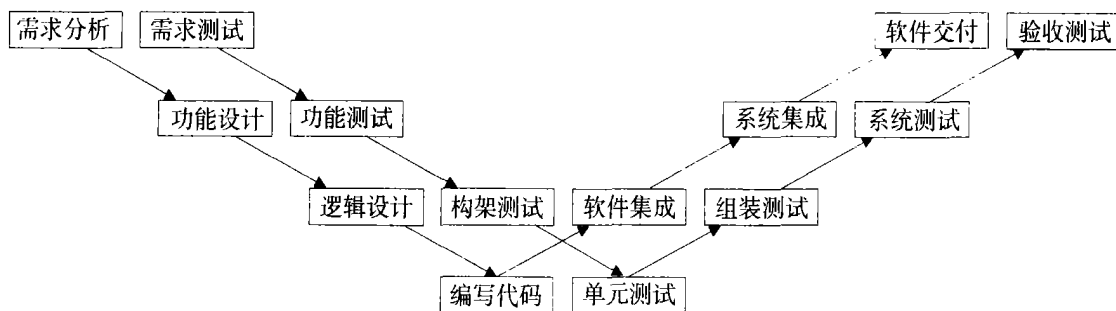 需求分析 需求测试 软件交付 验收测试
功能设计 功能测试 系统集成 系统测试
逻辑设计 构架测试 软件集成 组装测试
编写代码 单元测试